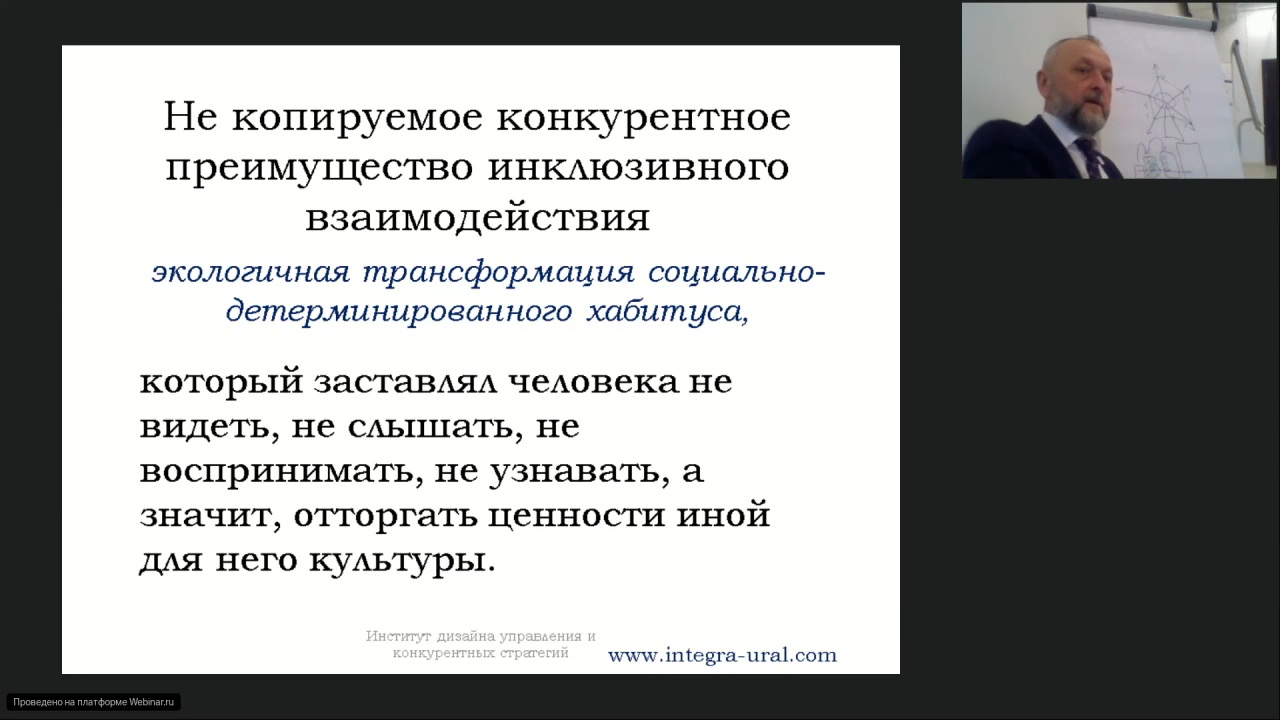 Не копируемое конкурентное
преимущество инклюзивного
взаимодействия
экологичная трансформация социально-
детерминированного хабитуса,
который заставлял человека не
видеть, не слышать, не
воспринимать, не узнавать, а
значит, отторгать ценности иной
для него культуры.
Институт дизайна управления и
конкурентных стратегий
www.integra-ural.com
Проведено на платформе Webinar.ru